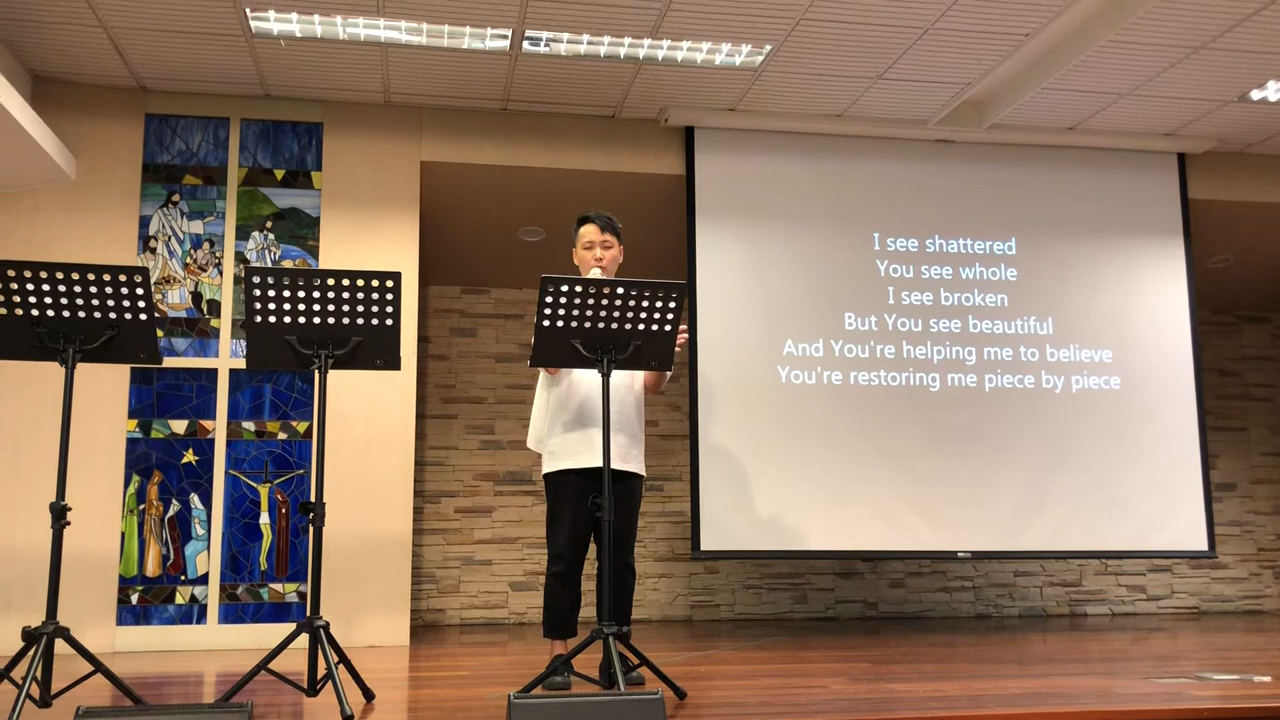 I see shattered
You see whole
I see broken
But You see beautiful
And You're helping me to believe
You're restoring me piece by piece